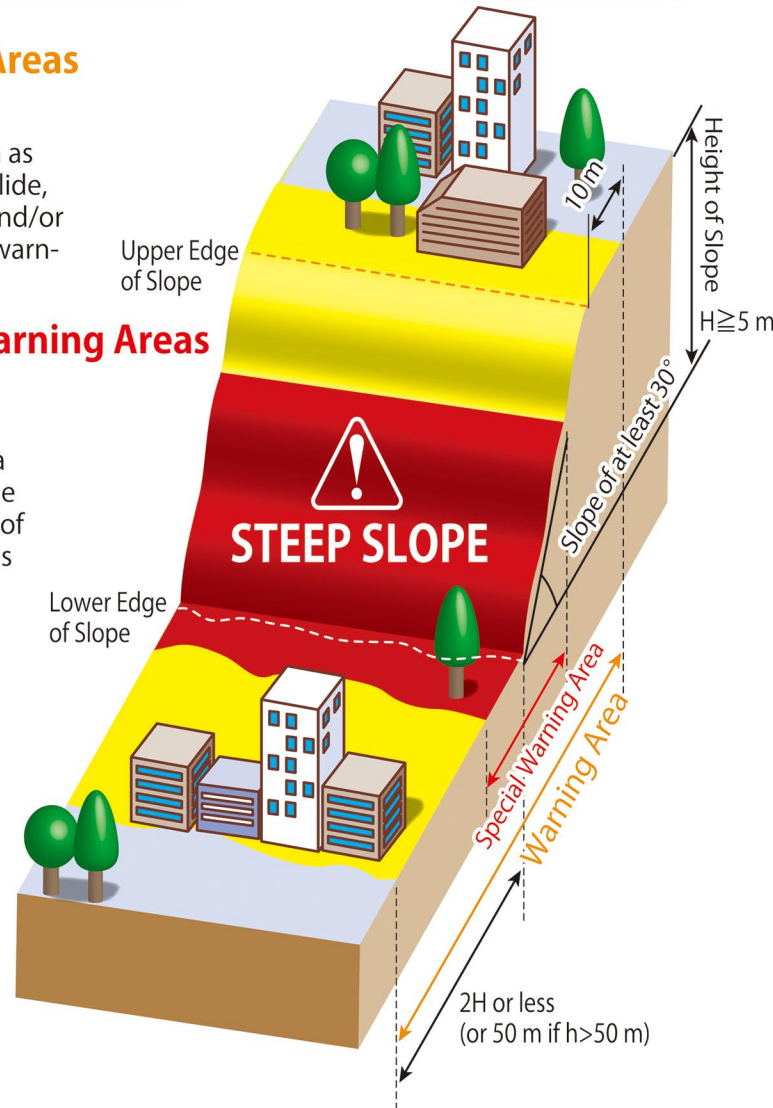 Areas
as
lide,
nd/or
warn-
arning Areas
a
e
of
s
Upper Edge
of Slope
STEEP SLOPE
Lower Edge
of Slope
10 m
Height of Slope
H≧5 m
Slope of at least 30°
Special Warning Area
Warning Area
2H or less
(or 50 m if h>50 m)